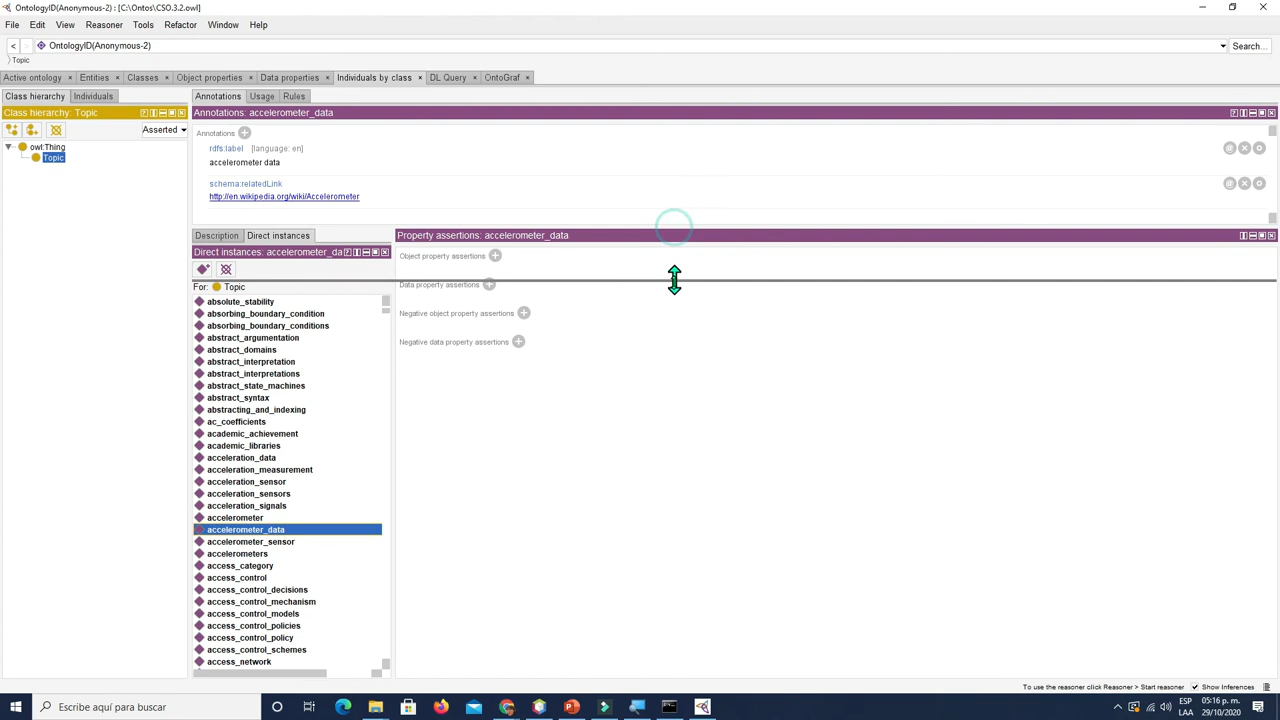 OntologyID(Anonymous-2) : [C:\Ontos\CSO.3.2.owl]
File Edit View Reasoner Tools Refactor Window Help
< > OntologyID(Anonymous-2) Search...
Topic
Active ontology × Entities × Classes × Object properties × Data properties × Individuals by class × DL Query × OntoGraf ×
Class hierarchy Individuals
Class hierarchy: Topic
Asserted
owl:Thing
Topic
Annotations Usage Rules
Annotations: accelerometer_data
Annotations
rdfs:label [language: en]
accelerometer data
schema:relatedLink
http://en.wikipedia.org/wiki/Accelerometer
Description Direct instances
Direct instances: accelerometer_da
For: Topic
absolute_stability
absorbing_boundary_condition
absorbing_boundary_conditions
abstract_argumentation
abstract_domains
abstract_interpretation
abstract_interpretations
abstract_state_machines
abstract_syntax
abstracting_and_indexing
ac_coefficients
academic_achievement
academic_libraries
acceleration_data
acceleration_measurement
acceleration_sensor
acceleration_sensors
acceleration_signals
accelerometer
accelerometer_data
accelerometer_sensor
accelerometers
access_category
access_control
access_control_decisions
access_control_mechanism
access_control_models
access_control_policies
access_control_policy
access_control_schemes
access_network
Property assertions: accelerometer_data
Object property assertions
Data property assertions
Negative object property assertions
Negative data property assertions
To use the reasoner click Reasoner > Start reasoner Show Inferences
Escribe aquí para buscar
ESP
LAA
05:16 p. m.
29/10/2020